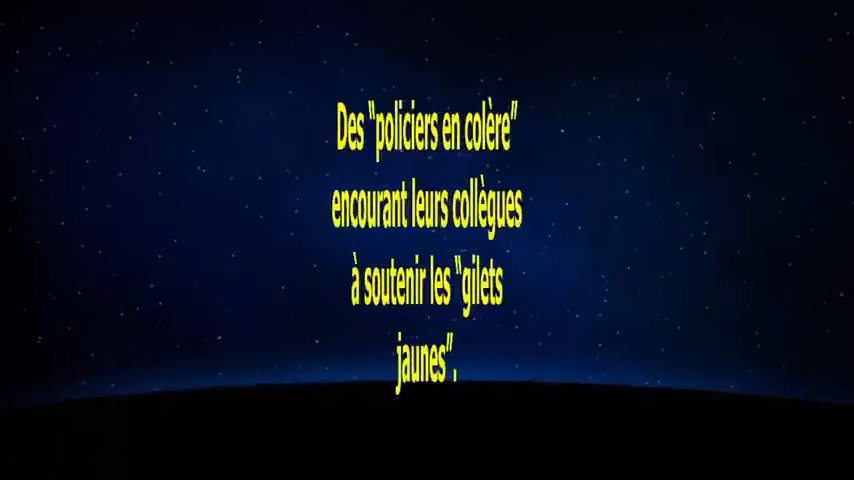 Des “policiers en colère”
encourant leurs collègues
à soutenir les “gilets
jaunes”.